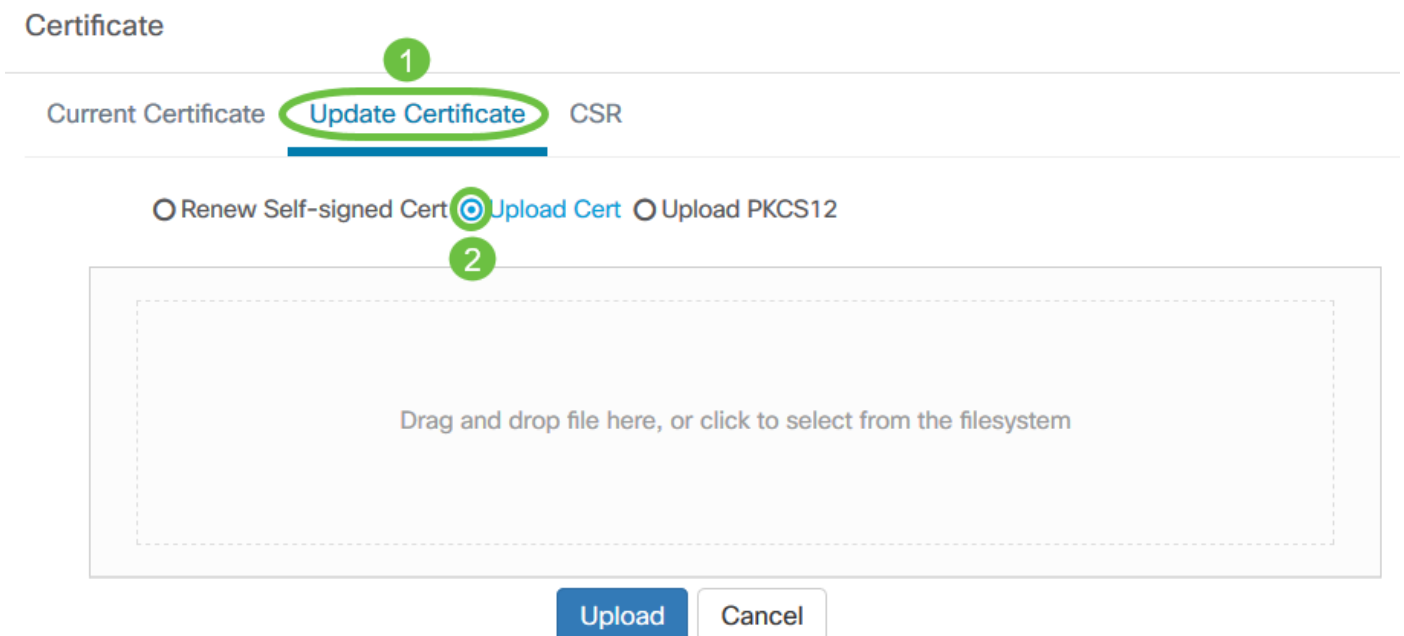 Certificate
1
Current Certificate Update Certificate CSR
Renew Self-signed Cert Upload Cert Upload PKCS12
2
Drag and drop file here, or click to select from the filesystem
Upload Cancel